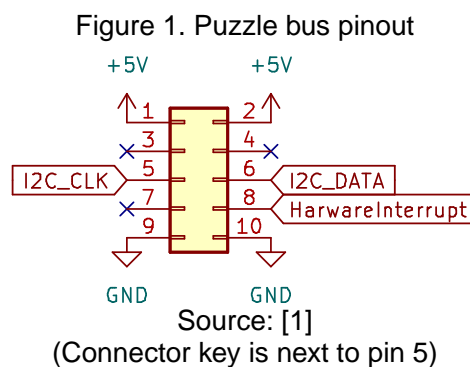 Figure 1. Puzzle bus pinout
+5V +5V
1 2
3 4
I2C_CLK 5 6 I2C_DATA
7 8 HarwareInterrupt
9 10
GND GND
Source: [1]
(Connector key is next to pin 5)